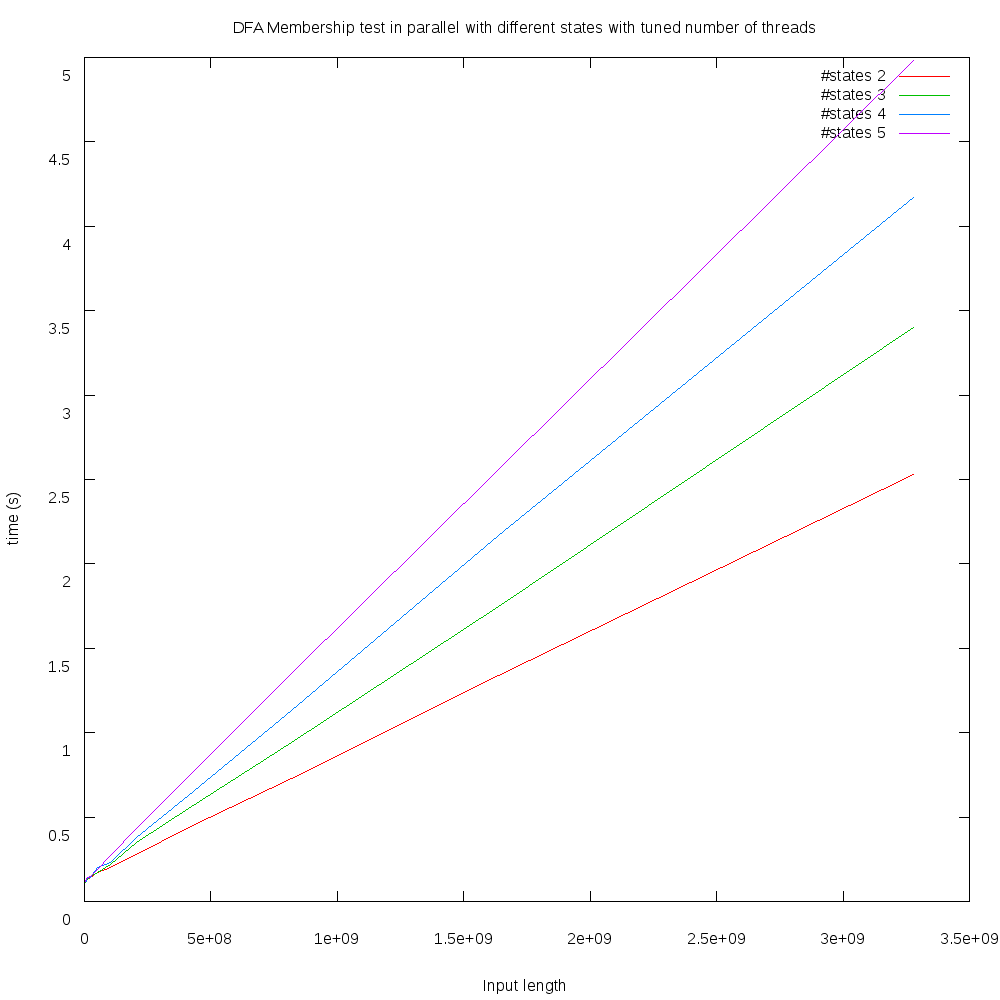 DFA Membership test in parallel with different states with tuned number of threads
#states 2
#states 3
#states 4
#states 5
5
4.5
4
3.5
3
2.5
2
1.5
1
0.5
0
time (s)
0 5e+08 1e+09 1.5e+09 2e+09 2.5e+09 3e+09 3.5e+09
Input length